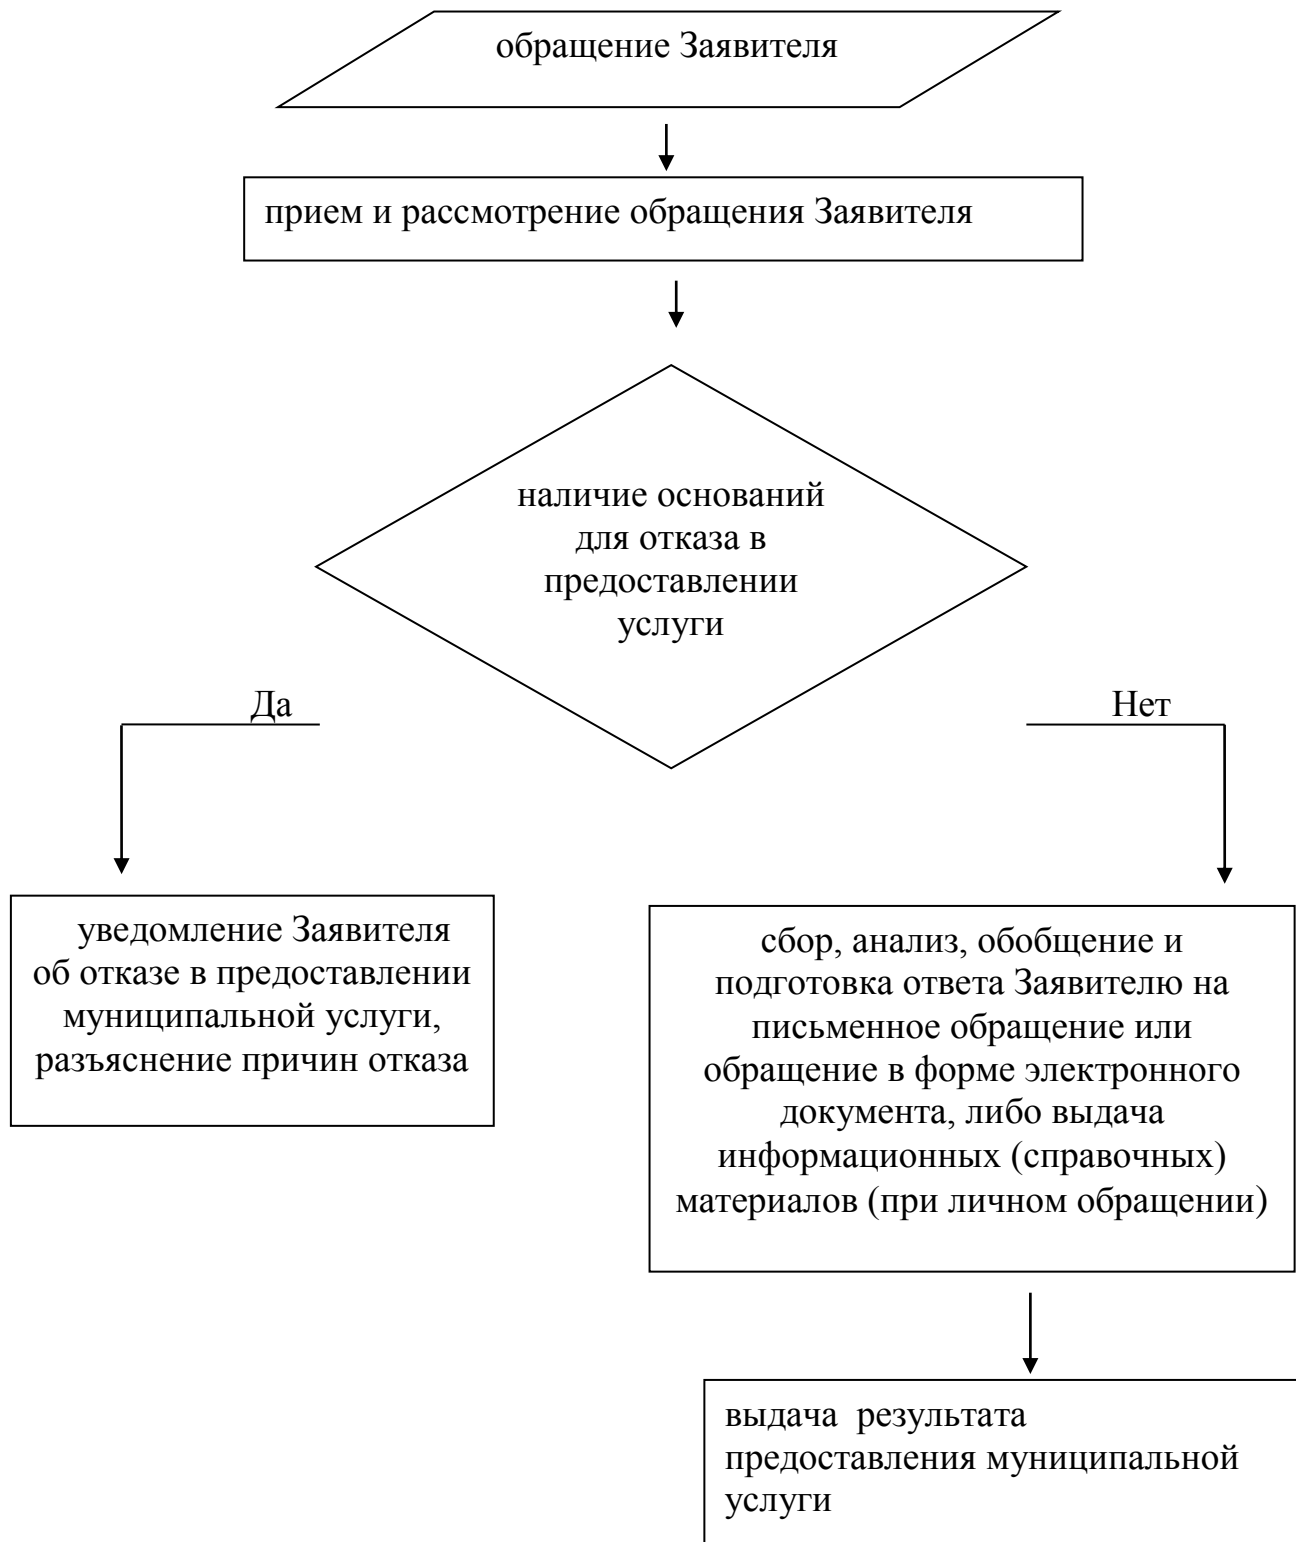 обращение Заявителя
прием и рассмотрение обращения Заявителя
наличие оснований
для отказа в
предоставлении
услуги
Да
Нет
уведомление Заявителя
об отказе в предоставлении
муниципальной услуги,
разъяснение причин отказа
сбор, анализ, обобщение и
подготовка ответа Заявителю на
письменное обращение или
обращение в форме электронного
документа, либо выдача
информационных (справочных)
материалов (при личном обращении)
выдача результата
предоставления муниципальной
услуги